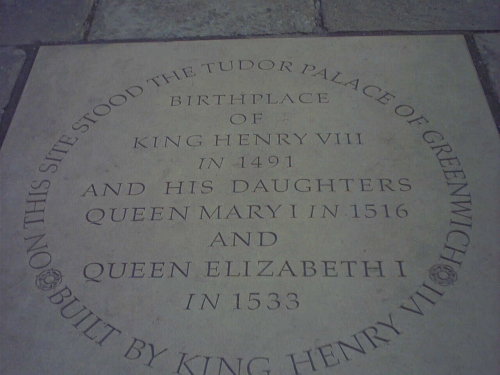 ON THIS SITE STOOD THE TUDOR PALACE OF GREENWICH
BIRTHPLACE
OF
KING HENRY VIII
IN 1491
AND HIS DAUGHTERS
QUEEN MARY I IN 1516
AND
QUEEN ELIZABETH I
IN 1533
BUILT BY KING HENRY VII